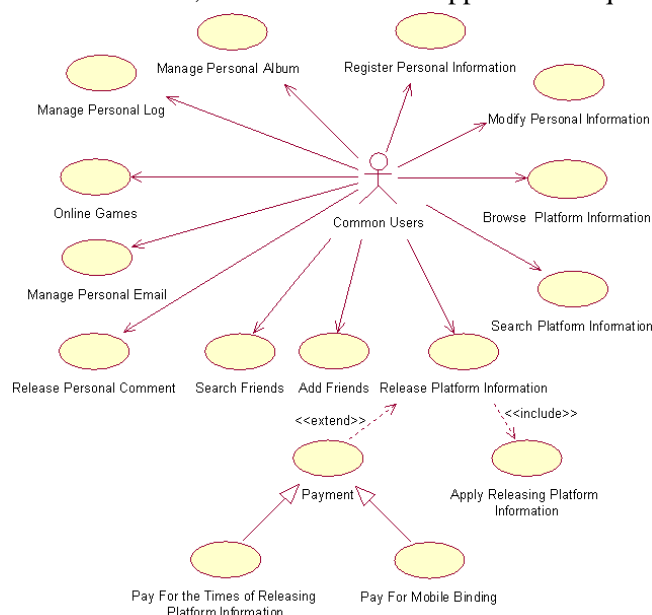 Manage Personal Album
Register Personal Information
Manage Personal Log
Modify Personal Information
Online Games
Common Users
Browse Platform Information
Manage Personal Email
Search Platform Information
Release Personal Comment
Search Friends
Add Friends
Release Platform Information
<<extend>>
<<include>>
Payment
Apply Releasing Platform
Information
Pay For the Times of Releasing
Platform Information
Pay For Mobile Binding